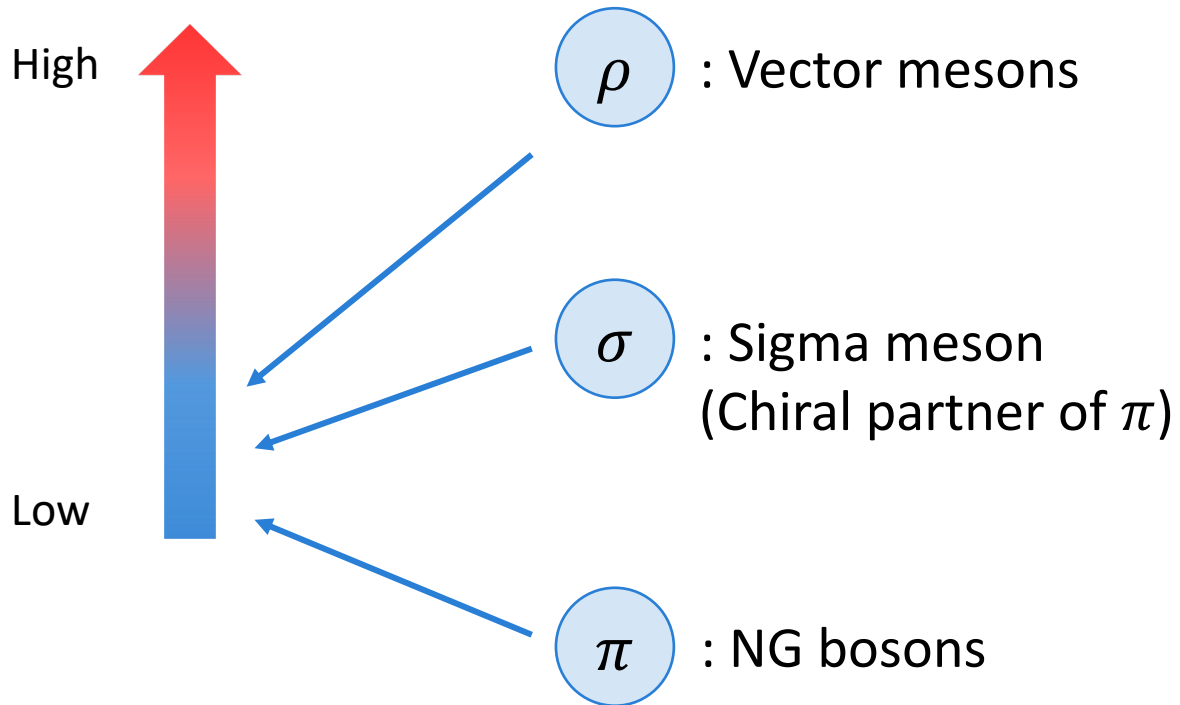 High
ρ : Vector mesons
σ : Sigma meson
(Chiral partner of π)
Low
π : NG bosons